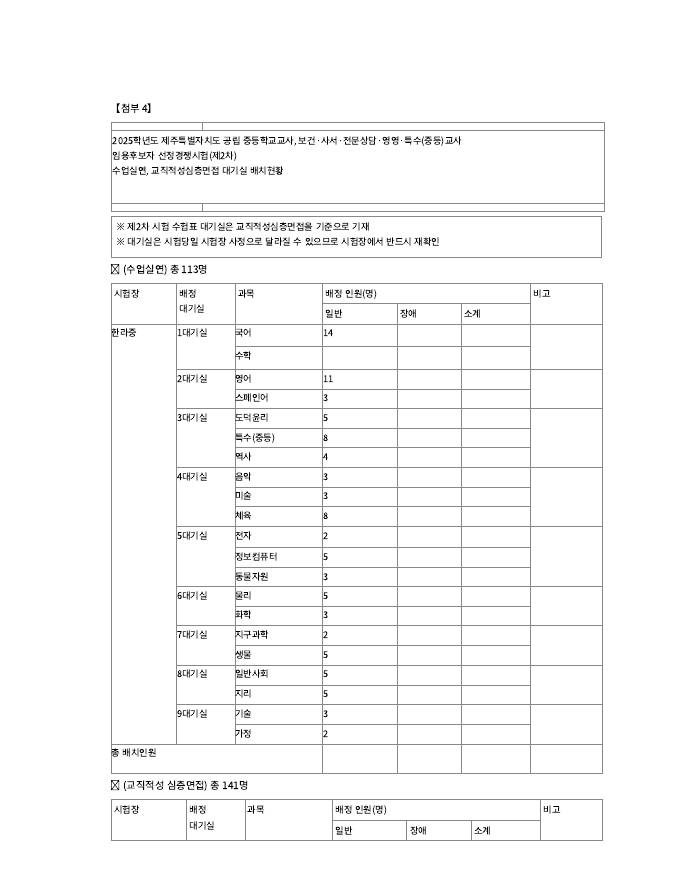 【첨부 4】
2025학년도 제주특별자치도 공립 중등학교교사, 보건·사서·전문상담·영영·특수(중등)교사
임용후보자 선정경쟁시험(제2차)
수업실연, 교직적성심층면접 대기실 배치현황
※ 제2차 시험 수험표 대기실은 교직적성심층면접을 기준으로 기재
※ 대기실은 시험당일 시험장 사정으로 달라질 수 있으므로 시험장에서 반드시 재확인
(수업실연) 총 113명
시험장 배정 대기실 과목 배정 인원(명) 비고
일반 장애 소계
한라중 1대기실 국어 14
수학
2대기실 영어 11
스페인어 3
3대기실 도덕윤리 5
특수(중등) 8
역사 4
4대기실 음악 3
미술 3
체육 8
5대기실 전자 2
정보컴퓨터 5
동물자원 3
6대기실 물리 5
화학 3
7대기실 지구과학 2
생물 5
8대기실 일반사회 5
지리 5
9대기실 기술 3
가정 2
총 배치인원
(교직적성 심층면접) 총 141명
시험장 배정 대기실 과목 배정 인원(명) 비고
일반 장애 소계